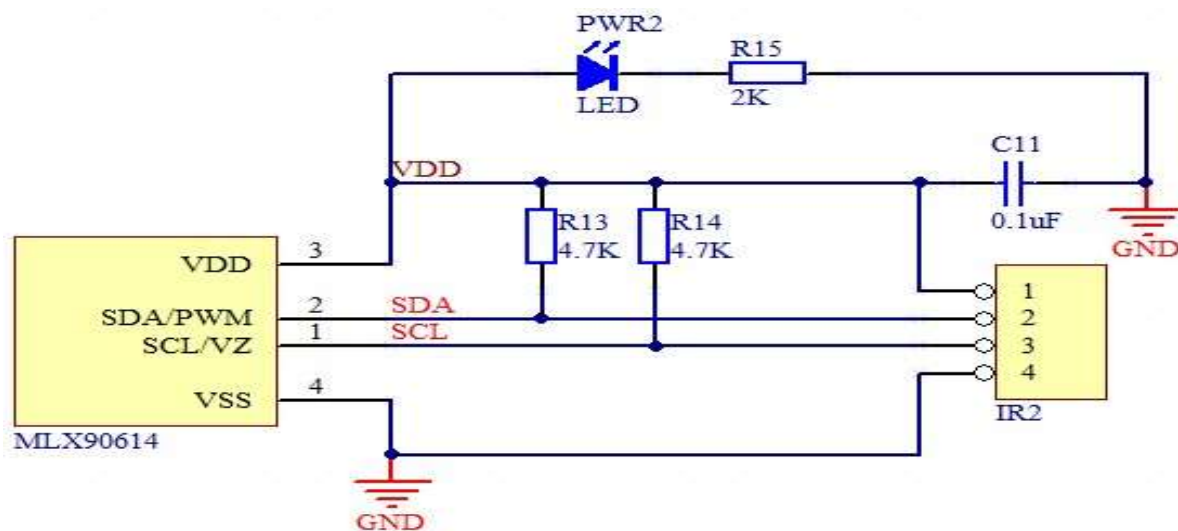 PWR2
LED
R15
2K
C11
0.1uF
GND
VDD
R13
4.7K
R14
4.7K
VDD 3
SDA/PWM 2 SDA
SCL/VZ 1 SCL
VSS 4
MLX90614
GND
1
2
3
4
IR2